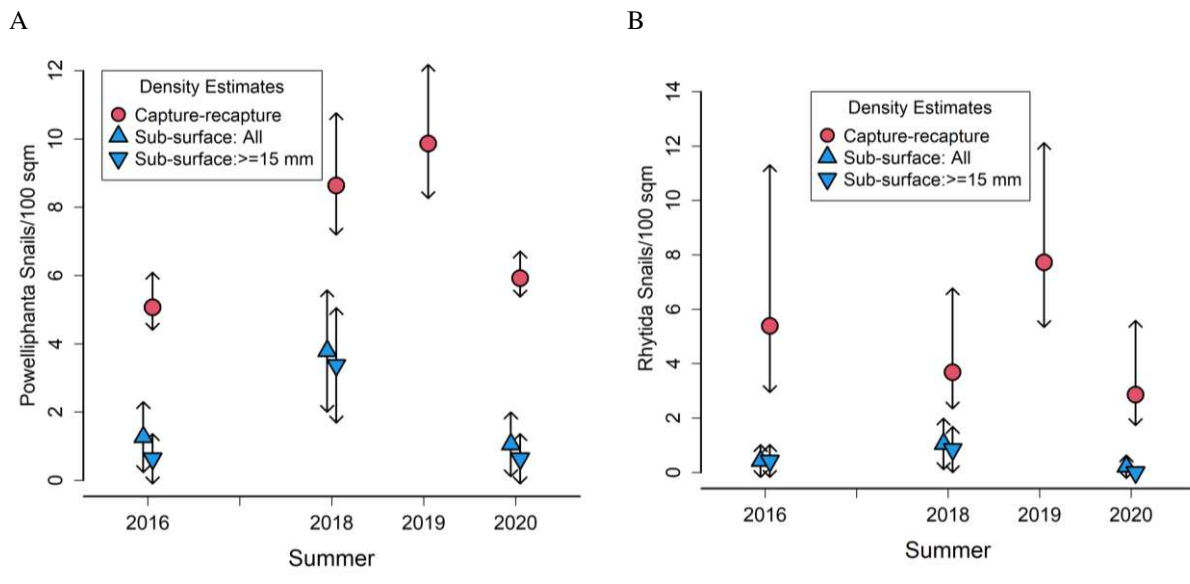 A
Powelliphanta Snails/100 sqm
12
10
8
6
4
2
0
Density Estimates
Capture-recapture
Sub-surface: All
Sub-surface:>=15 mm
2016
2018
2019
2020
Summer
B
Rhytida Snails/100 sqm
14
12
10
8
6
4
2
0
Density Estimates
Capture-recapture
Sub-surface: All
Sub-surface:>=15 mm
2016
2018
2019
2020
Summer